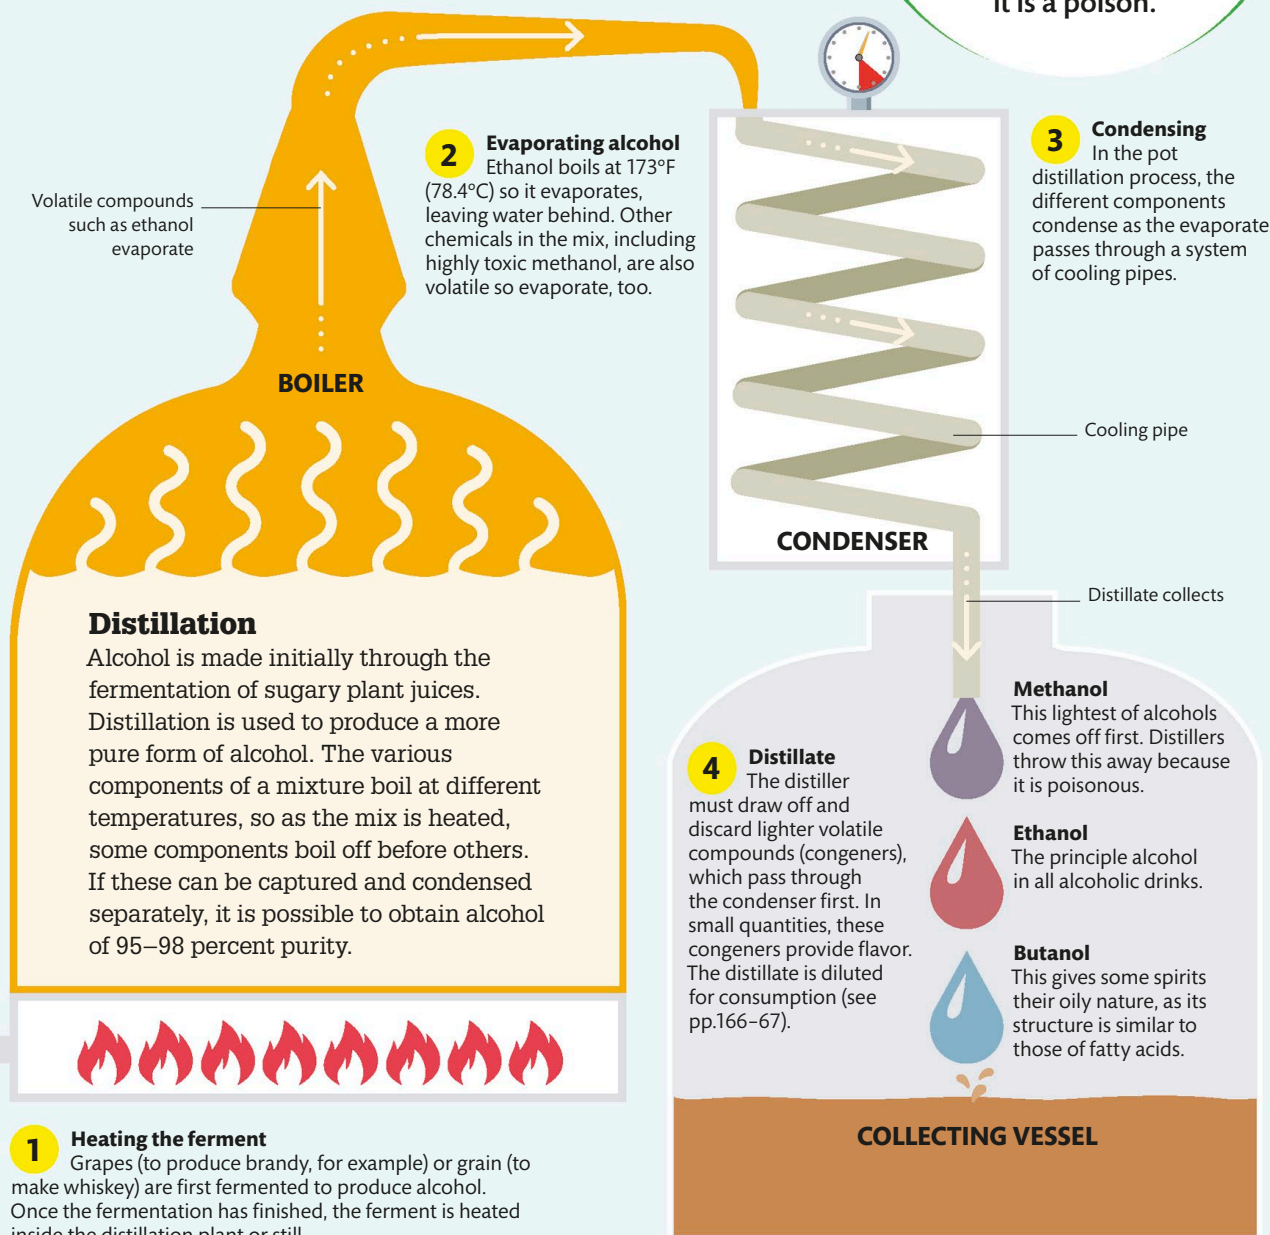 it is a poison.
2
Evaporating alcohol
Ethanol boils at 173°F
(78.4°C) so it evaporates,
leaving water behind. Other
chemicals in the mix, including
highly toxic methanol, are also
volatile so evaporate, too.
3
Condensing
In the pot
distillation process, the
different components
condense as the evaporate
passes through a system
of cooling pipes.
Volatile compounds
such as ethanol
evaporate
BOILER
Cooling pipe
CONDENSER
Distillate collects
Distillation
Alcohol is made initially through the
fermentation of sugary plant juices.
Distillation is used to produce a more
pure form of alcohol. The various
components of a mixture boil at different
temperatures, so as the mix is heated,
some components boil off before others.
If these can be captured and condensed
separately, it is possible to obtain alcohol
of 95–98 percent purity.
4
Distillate
The distiller
must draw off and
discard lighter volatile
compounds (congeners),
which pass through
the condenser first. In
small quantities, these
congeners provide flavor.
The distillate is diluted
for consumption (see
pp.166–67).
Methanol
This lightest of alcohols
comes off first. Distillers
throw this away because
it is poisonous.
Ethanol
The principle alcohol
in all alcoholic drinks.
Butanol
This gives some spirits
their oily nature, as its
structure is similar to
those of fatty acids.
COLLECTING VESSEL
1
Heating the ferment
Grapes (to produce brandy, for example) or grain (to
make whiskey) are first fermented to produce alcohol.
Once the fermentation has finished, the ferment is heated
inside the distillation plant or still.